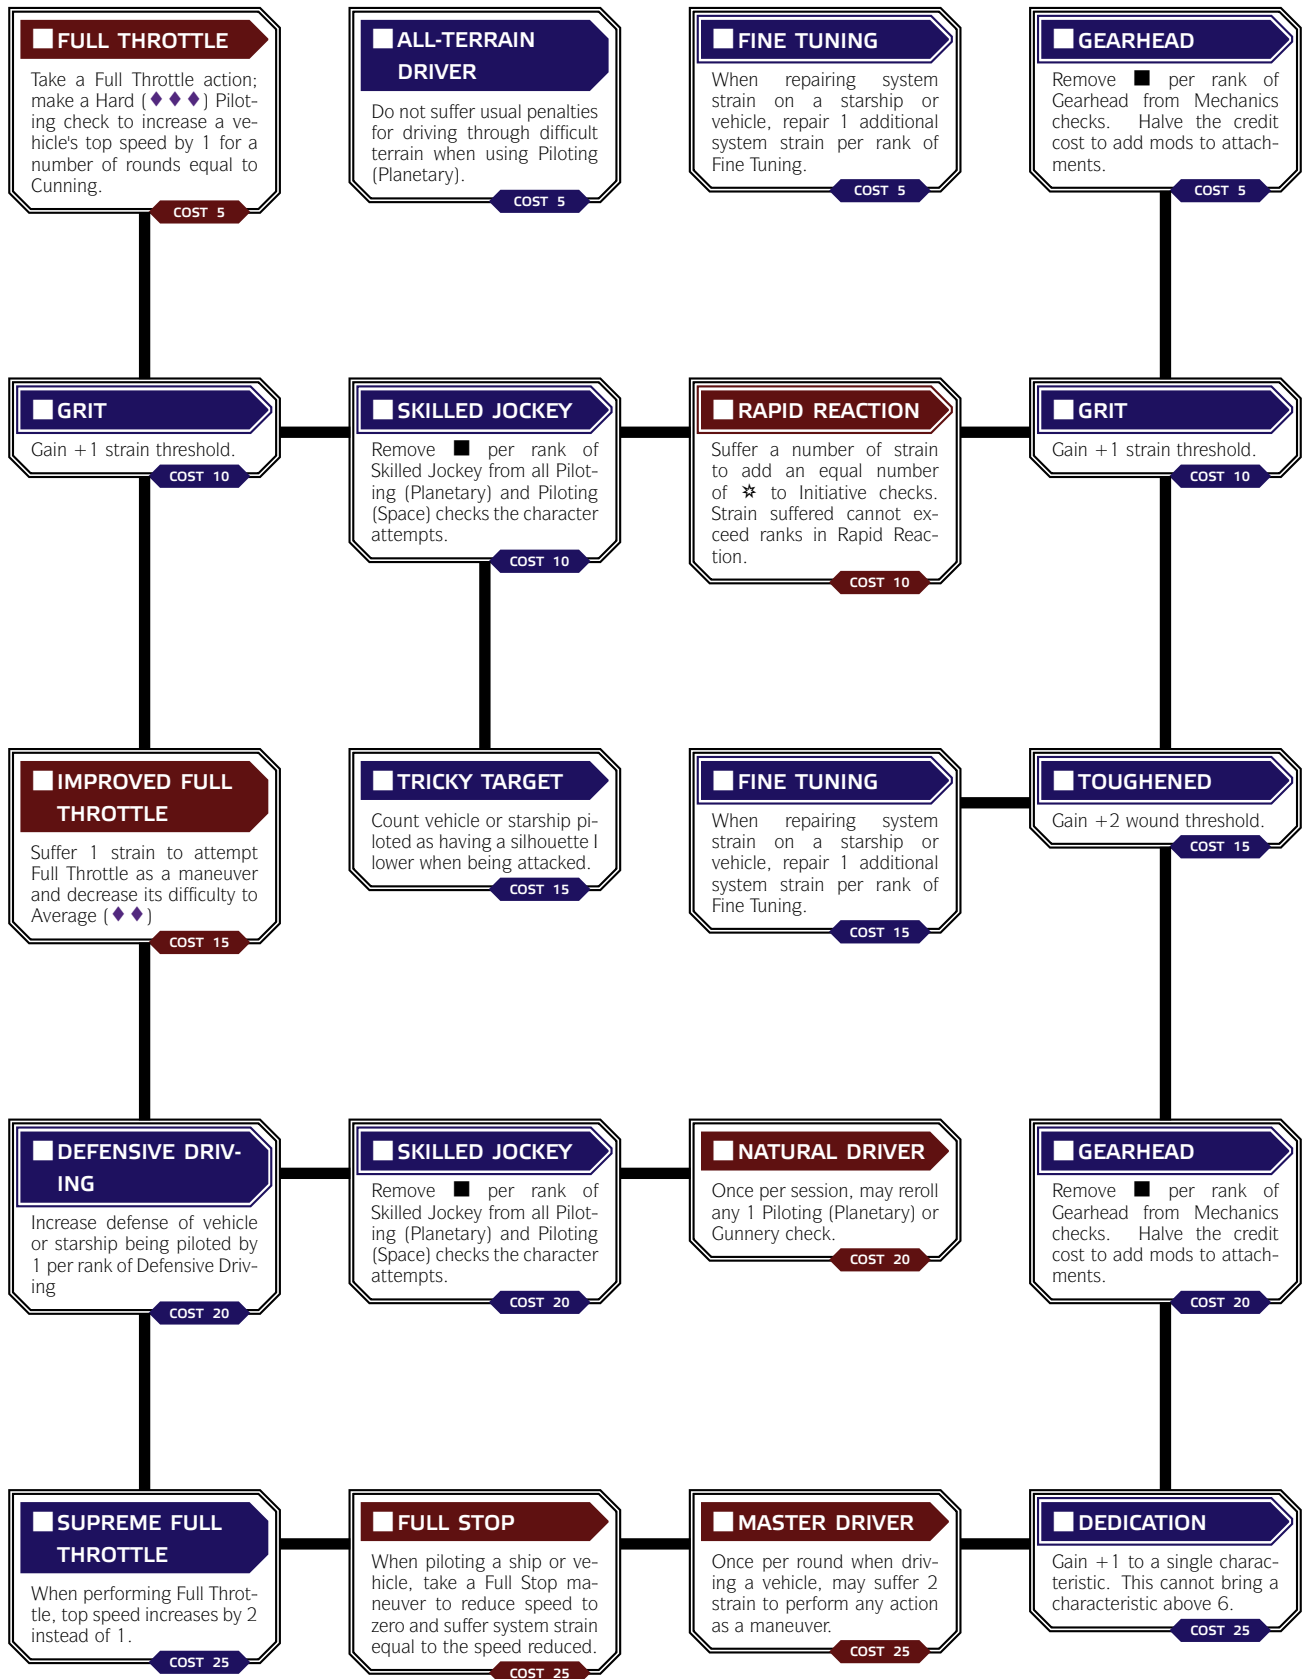 FULL THROTTLE
Take a Full Throttle action;
make a Hard (♦ ♦ ♦) Pilot-
ing check to increase a ve-
hicle's top speed by 1 for a
number of rounds equal to
Cunning.
COST 5
ALL-TERRAIN
DRIVER
Do not suffer usual penalties
for driving through difficult
terrain when using Piloting
(Planetary).
COST 5
FINE TUNING
When repairing system
strain on a starship or
vehicle, repair 1 additional
system strain per rank of
Fine Tuning.
COST 5
GEARHEAD
Remove ■ per rank of
Gearhead from Mechanics
checks. Halve the credit
cost to add mods to attach-
ments.
COST 5
GRIT
Gain +1 strain threshold.
COST 10
SKILLED JOCKEY
Remove ■ per rank of
Skilled Jockey from all Pilot-
ing (Planetary) and Piloting
(Space) checks the character
attempts.
COST 10
RAPID REACTION
Suffer a number of strain
to add an equal number
of ✲ to Initiative checks.
Strain suffered cannot ex-
ceed ranks in Rapid Reac-
tion.
COST 10
GRIT
Gain +1 strain threshold.
COST 10
IMPROVED FULL
THROTTLE
Suffer 1 strain to attempt
Full Throttle as a maneuver
and decrease its difficulty to
Average (♦ ♦)
COST 15
TRICKY TARGET
Count vehicle or starship pi-
loted as having a silhouette I
lower when being attacked.
COST 15
FINE TUNING
When repairing system
strain on a starship or
vehicle, repair 1 additional
system strain per rank of
Fine Tuning.
COST 15
TOUGHENED
Gain +2 wound threshold.
COST 15
DEFENSIVE DRIV-
ING
Increase defense of vehicle
or starship being piloted by
1 per rank of Defensive Driv-
ing
COST 20
SKILLED JOCKEY
Remove ■ per rank of
Skilled Jockey from all Pilot-
ing (Planetary) and Piloting
(Space) checks the character
attempts.
COST 20
NATURAL DRIVER
Once per session, may reroll
any 1 Piloting (Planetary) or
Gunnery check.
COST 20
GEARHEAD
Remove ■ per rank of
Gearhead from Mechanics
checks. Halve the credit
cost to add mods to attach-
ments.
COST 20
SUPREME FULL
THROTTLE
When performing Full Throt-
tle, top speed increases by 2
instead of 1.
COST 25
FULL STOP
When piloting a ship or ve-
hicle, take a Full Stop ma-
neuver to reduce speed to
zero and suffer system strain
equal to the speed reduced.
COST 25
MASTER DRIVER
Once per round when driv-
ing a vehicle, may suffer 2
strain to perform any action
as a maneuver.
COST 25
DEDICATION
Gain +1 to a single charac-
teristic. This cannot bring a
characteristic above 6.
COST 25